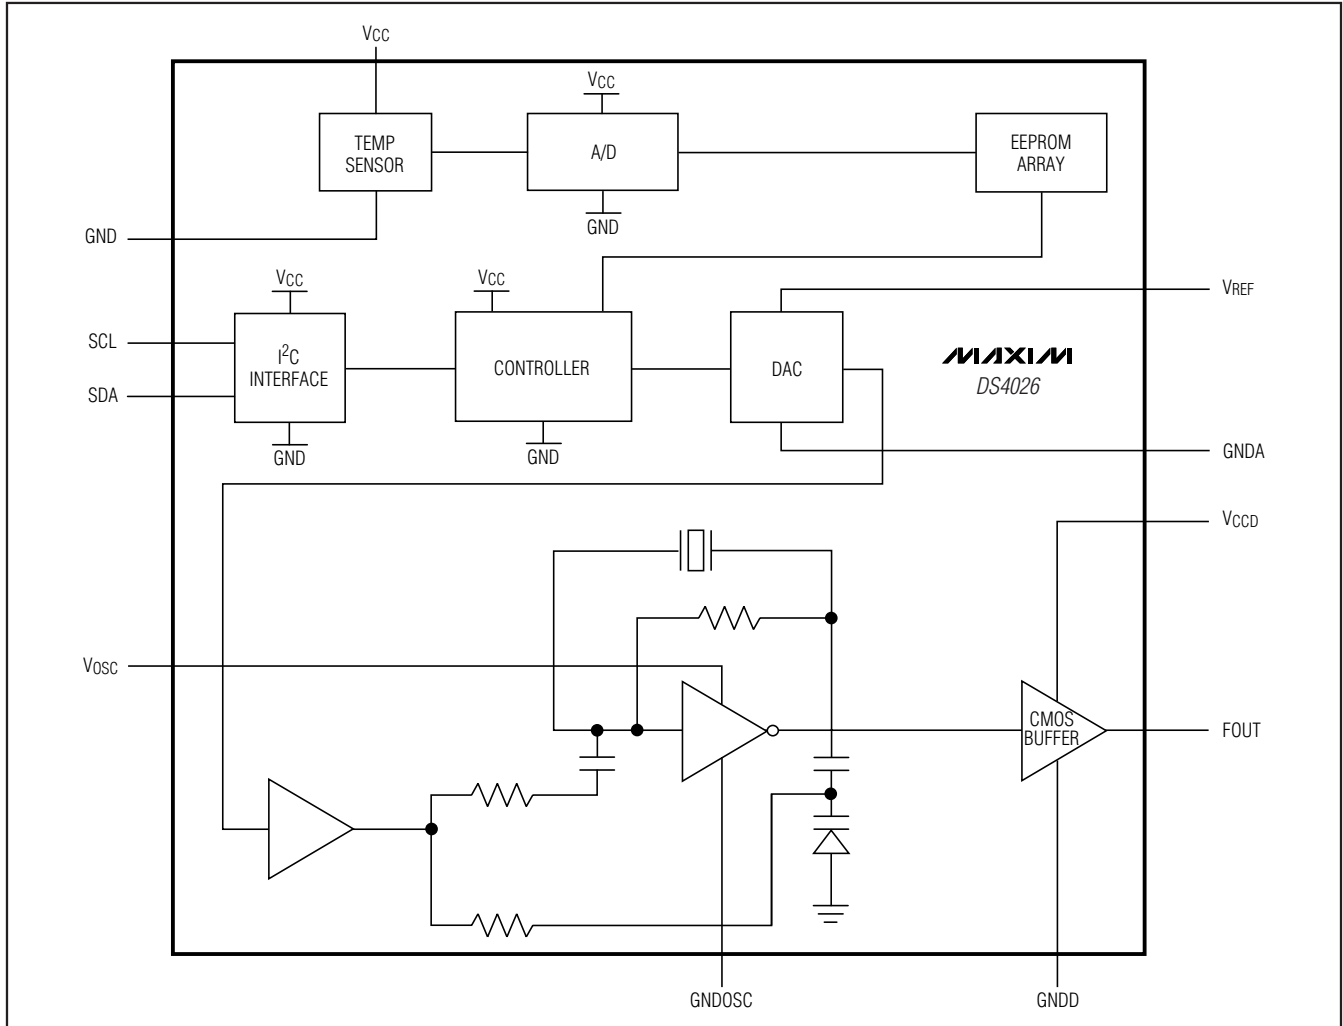 VCC
VCC
TEMP
SENSOR
A/D
EEPROM
ARRAY
GND
GND
VCC
VCC
VREF
SCL
I²C
INTERFACE
CONTROLLER
DAC
MAXIM
DS4026
SDA
GND
GND
GNDA
VCCD
VOSC
CMOS
BUFFER
FOUT
GNDOSC
GNDD